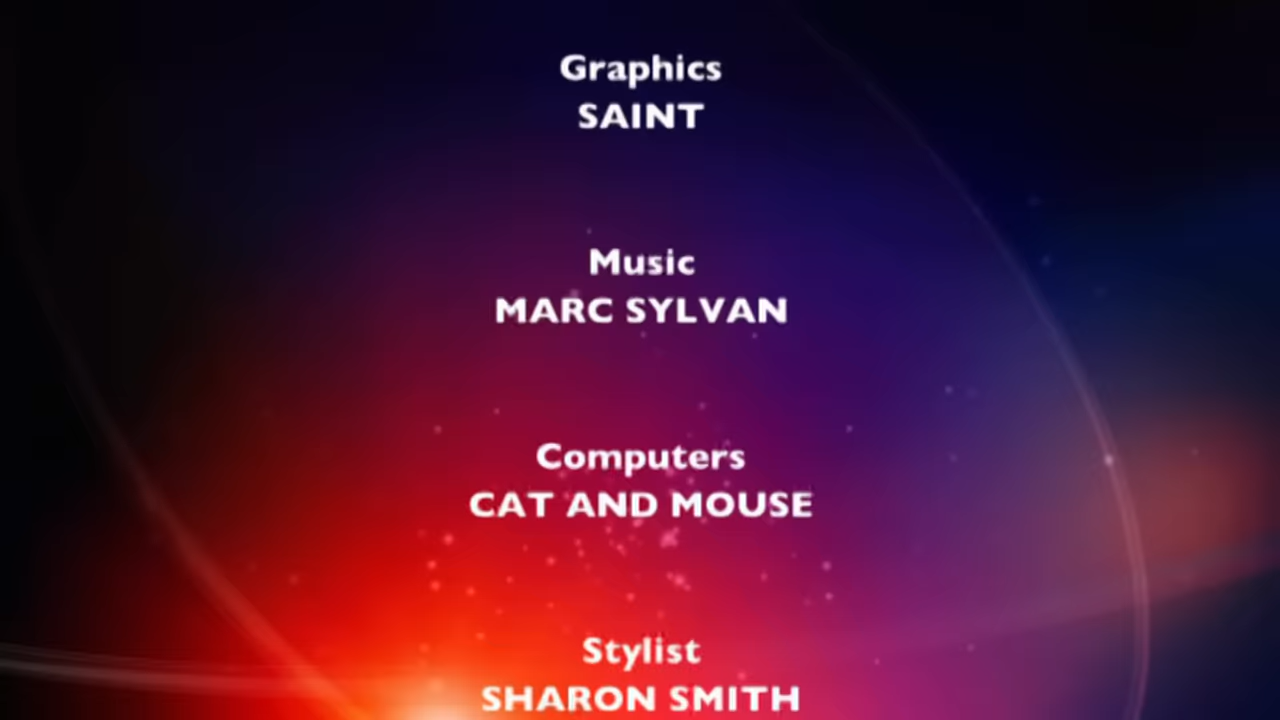 Graphics
SAINT
Music
MARC SYLVAN
Computers
CAT AND MOUSE
Stylist
SHARON SMITH